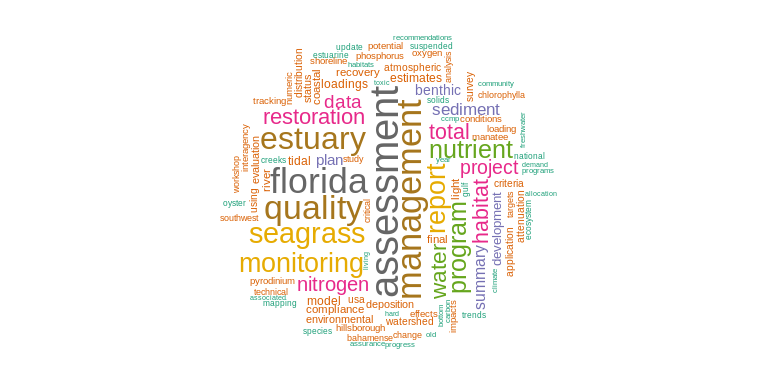 recommendations
update
potential
suspended
estuarine
phosphorus
oxygen
shoreline
habitats
atmospheric
analysis
numeric
distribution
status
coastal
recovery
estimates
toxic
survey
community
loadings
benthic
chlorophylla
tracking
data
solids
sediment
restoration
ccmp
conditions
freshwater
interagency
estuary
assessment
management
total
loading
manatee
nutrient
workshop
evaluation
creeks
tidal
plan
study
year
national
river
florida
project
gulf
light
demand
programs
criteria
using
oyster
quality
critical
report
habitat
targets
allocation
southwest
seagrass
program
development
attenuation
ecosystem
final
water
summary
application
monitoring
living
climate
pyrodinium
nitrogen
technical
associated
mapping
model
usa
deposition
compliance
effects
bottom
carbon
impacts
trends
environmental
hard
watershed
species
hillsborough
change
old
bahamense
assurance
progress